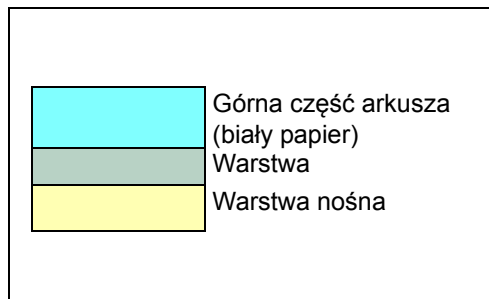 Górna część arkusza
(biały papier)
Warstwa
Warstwa nośna